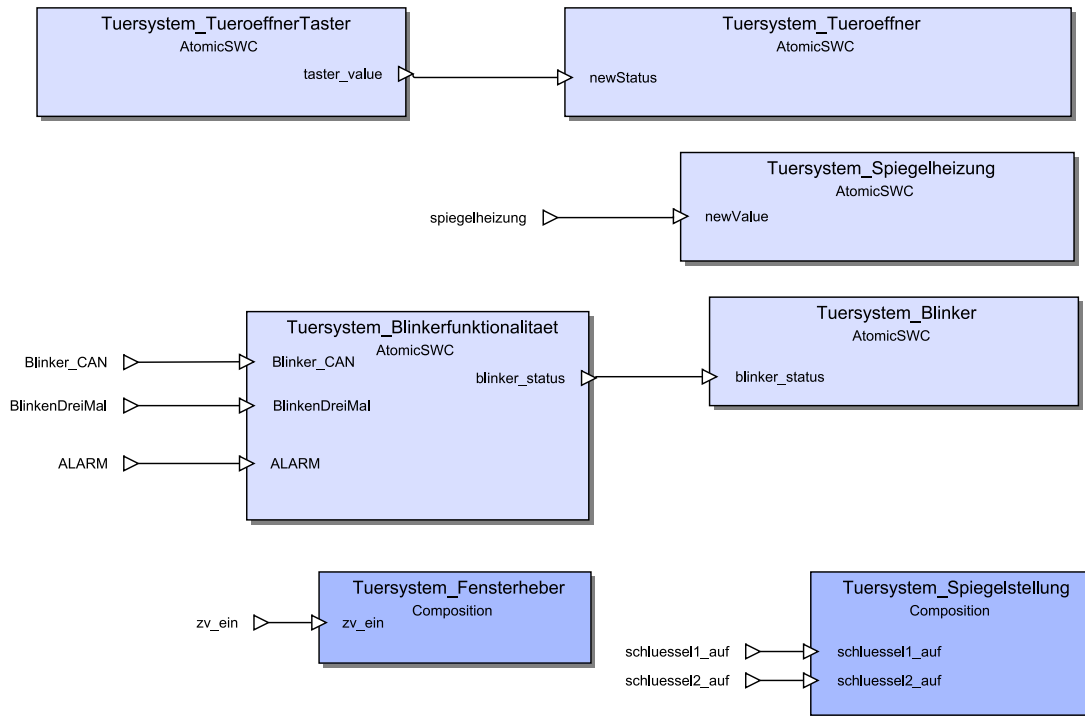 Tuersystem_TueroeffnerTaster
AtomicSWC
taster_value
Tuersystem_Tueroeffner
AtomicSWC
newStatus
Tuersystem_Spiegelheizung
AtomicSWC
spiegelheizung
newValue
Tuersystem_Blinkerfunktionalitaet
AtomicSWC
Blinker_CAN
Blinker_CAN
blinker_status
BlinkenDreiMal
BlinkenDreiMal
ALARM
ALARM
Tuersystem_Blinker
AtomicSWC
blinker_status
Tuersystem_Fensterheber
Composition
zv_ein
zv_ein
Tuersystem_Spiegelstellung
Composition
schluessel1_auf
schluessel1_auf
schluessel2_auf
schluessel2_auf